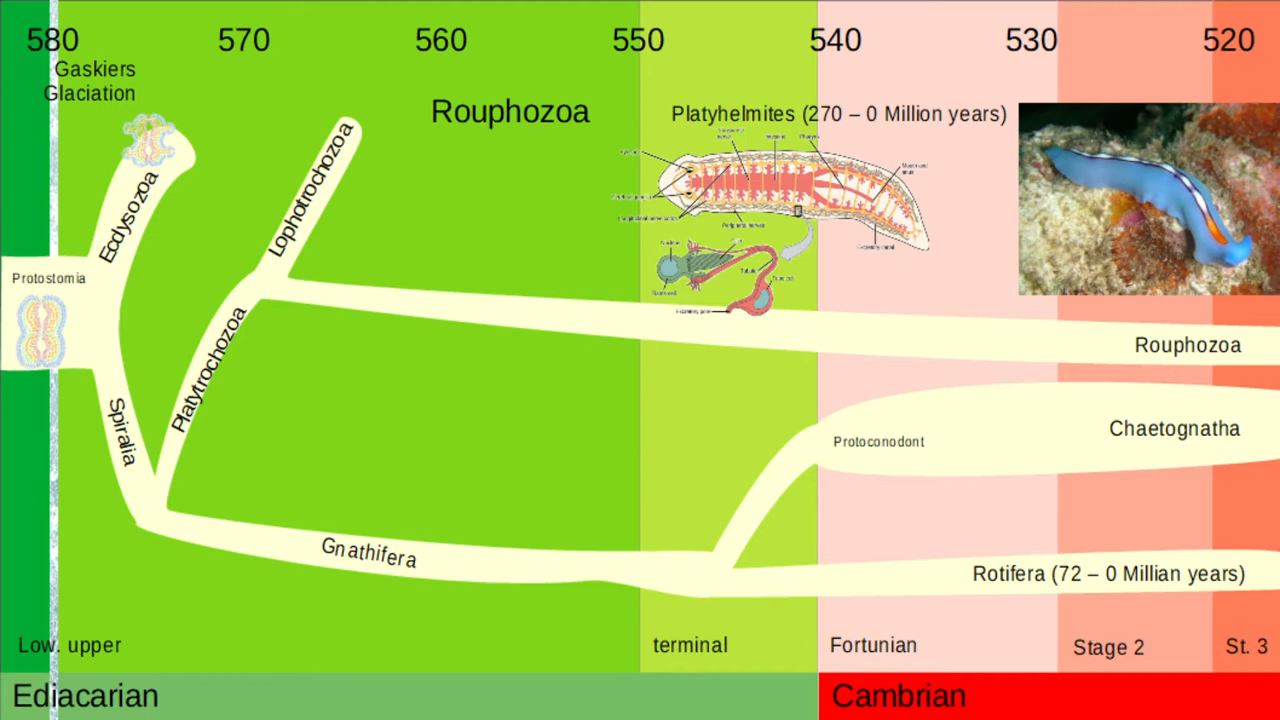 580 570 560 550 540 530 520
Gaskiers
Glaciation
Rouphozoa
Platyhelmites (270 – 0 Million years)
Ecdysozoa
Lophotrochozoa
Protostomia
Platytrochozoa
Spiralia
Rouphozoa
Chaetognatha
Protoconodont
Gnathifera
Rotifera (72 – 0 Millian years)
Low. upper
terminal
Fortunian
Stage 2
St. 3
Ediacarian
Cambrian